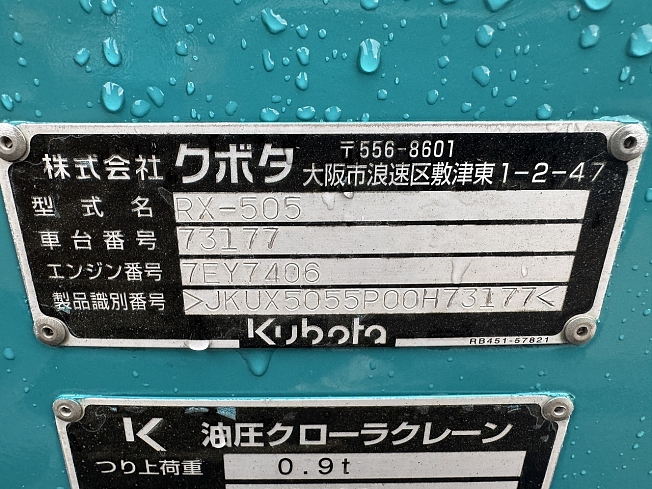 株式会社 クボタ 〒556-8601
大阪市浪速区敷津東1-2-47
型式名 RX-505
車台番号 73177
エンジン番号 7EY7406
製品識別番号 >JKUX5055P00H73177<
Kubota
RB451-57821
K 油圧クローラクレーン
つり上荷重 0.9t